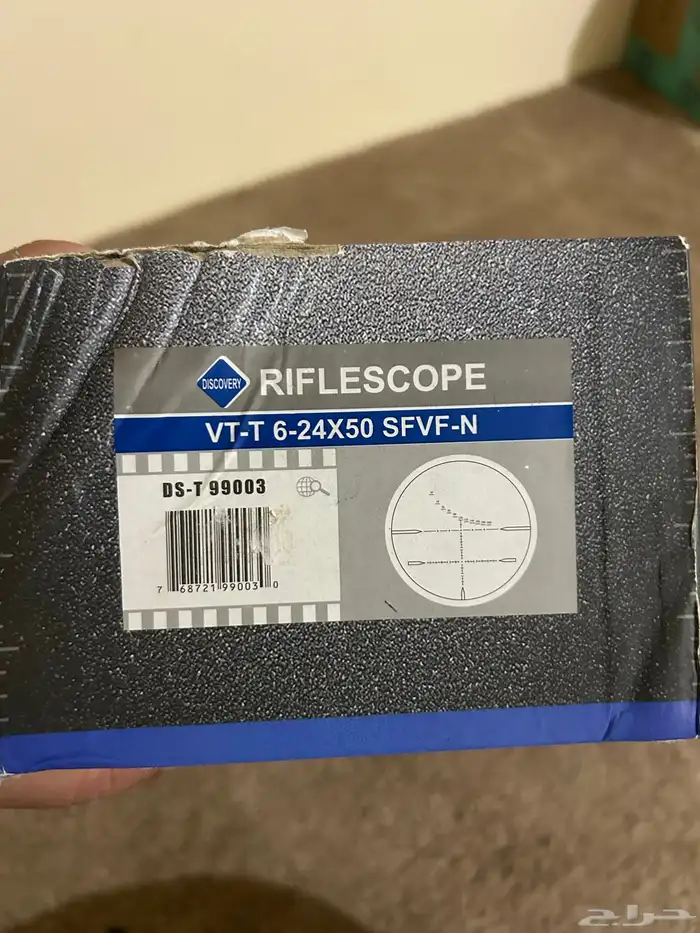 DISCOVERY RIFLESCOPE
VT-T 6-24X50 SFVF-N
DS-T 99003
7 68721 99003 0
حراج